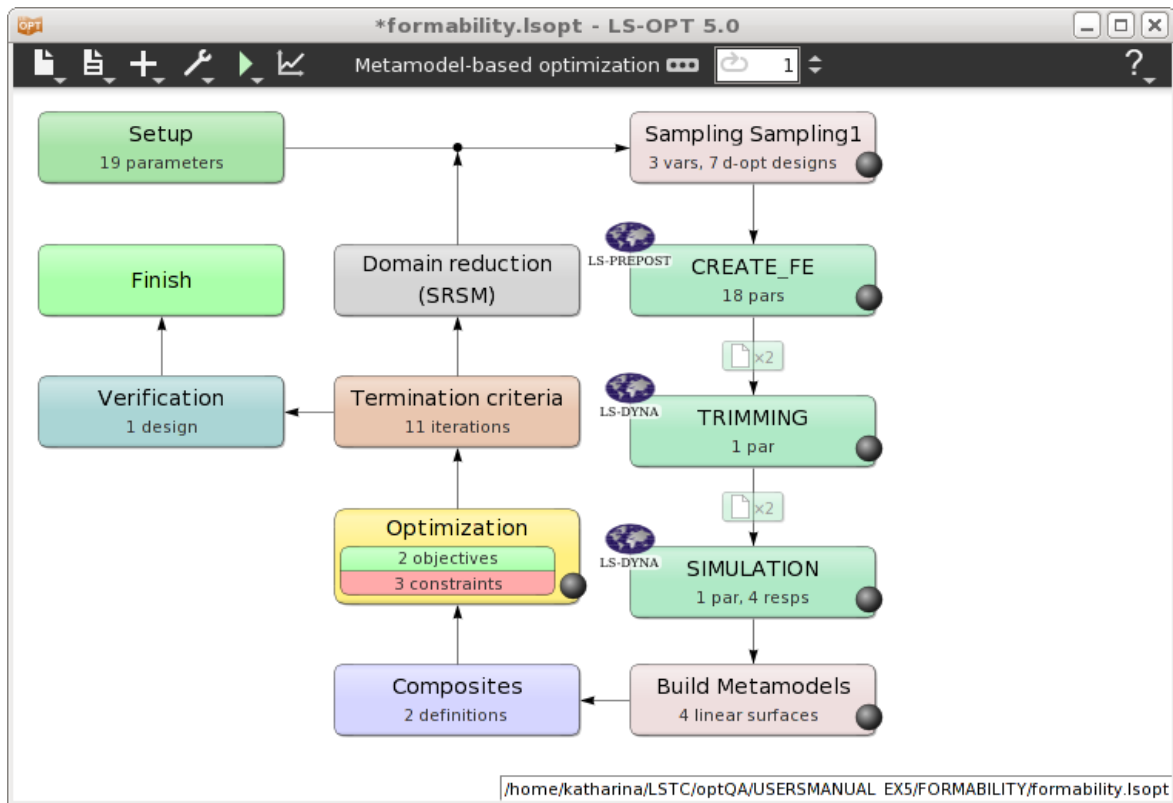 OPT
*formability.lsopt - LS-OPT 5.0
Metamodel-based optimization
1
?
Setup
19 parameters
Sampling Sampling1
3 vars, 7 d-opt designs
Finish
Domain reduction
(SRSM)
LS-PREPOST
CREATE_FE
18 pars
×2
Verification
1 design
Termination criteria
11 iterations
LS-DYNA
TRIMMING
1 par
×2
Optimization
2 objectives
3 constraints
LS-DYNA
SIMULATION
1 par, 4 resps
Composites
2 definitions
Build Metamodels
4 linear surfaces
/home/katharina/LSTC/optQA/USERSMANUAL_EX5/FORMABILITY/formability.lsopt